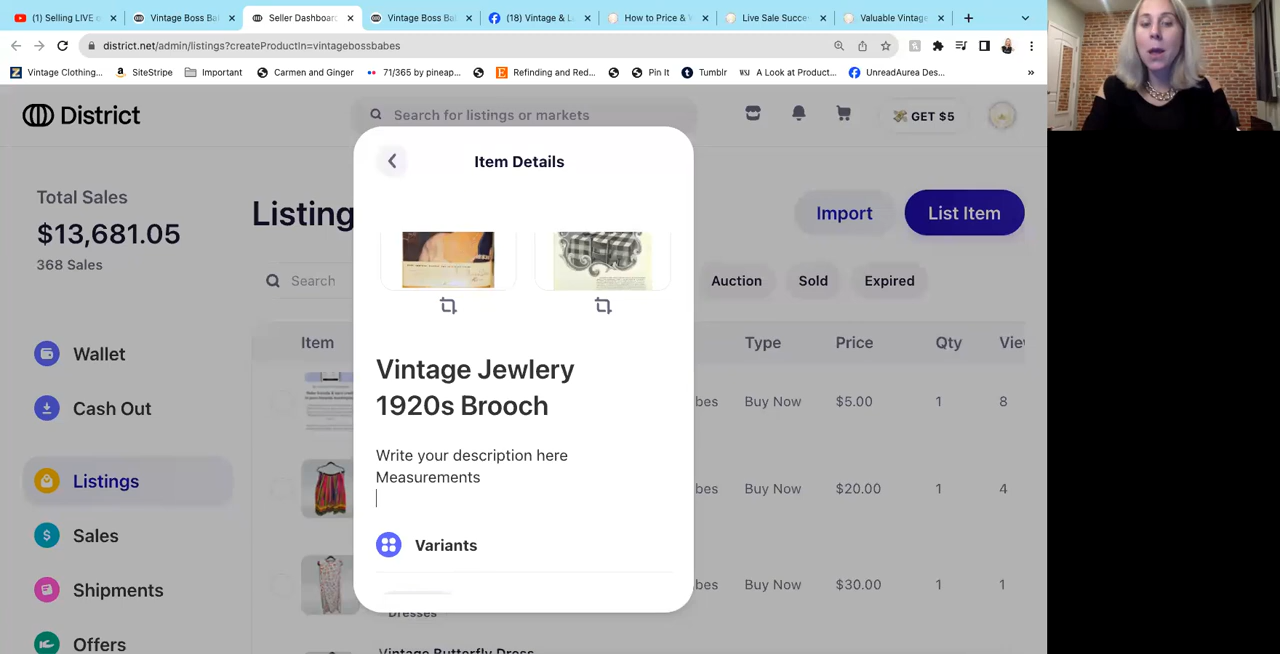 (1) Selling LIVE o
Vintage Boss Ba
Seller Dashboard
Vintage Boss Ba
(18) Vintage & L
How to Price &
Live Sale Succe
Valuable Vintage
district.net/admin/listings?createProductIn=vintagebossbabes
Vintage Clothing...
SiteStripe
Important
Carmen and Ginger
71/365 by pineap...
Refinding and Red...
Pin It
Tumblr
WSJ
A Look at Product...
UnreadAurea Des...
»
District
Search for listings or markets
GET $5
Item Details
Total Sales
$13,681.05
368 Sales
Listing
Import
List Item
Search
Auction
Sold
Expired
Item
Type
Price
Qty
Vie
Vintage Jewlery
1920s Brooch
Write your description here
Measurements
Variants
bes
Buy Now
$5.00
1
8
bes
Buy Now
$20.00
1
4
bes
Buy Now
$30.00
1
1
Dresses
Vintage Butterfly Dress
Wallet
Cash Out
Listings
Sales
Shipments
Offers